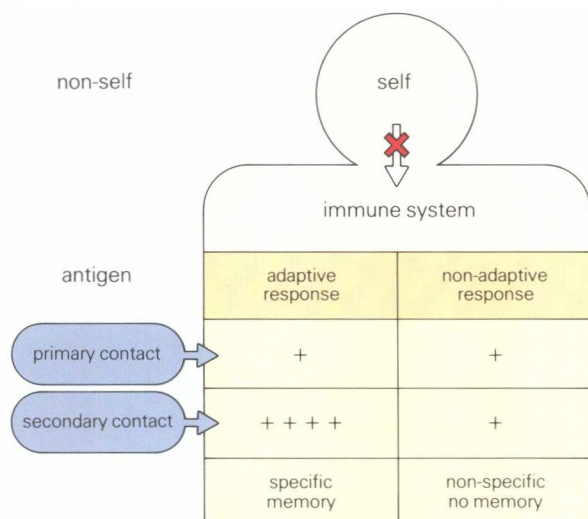 non-self
self
immune system
antigen
adaptive
response
non-adaptive
response
primary contact
+
+
secondary contact
+ + + +
+
specific
memory
non-specific
no memory